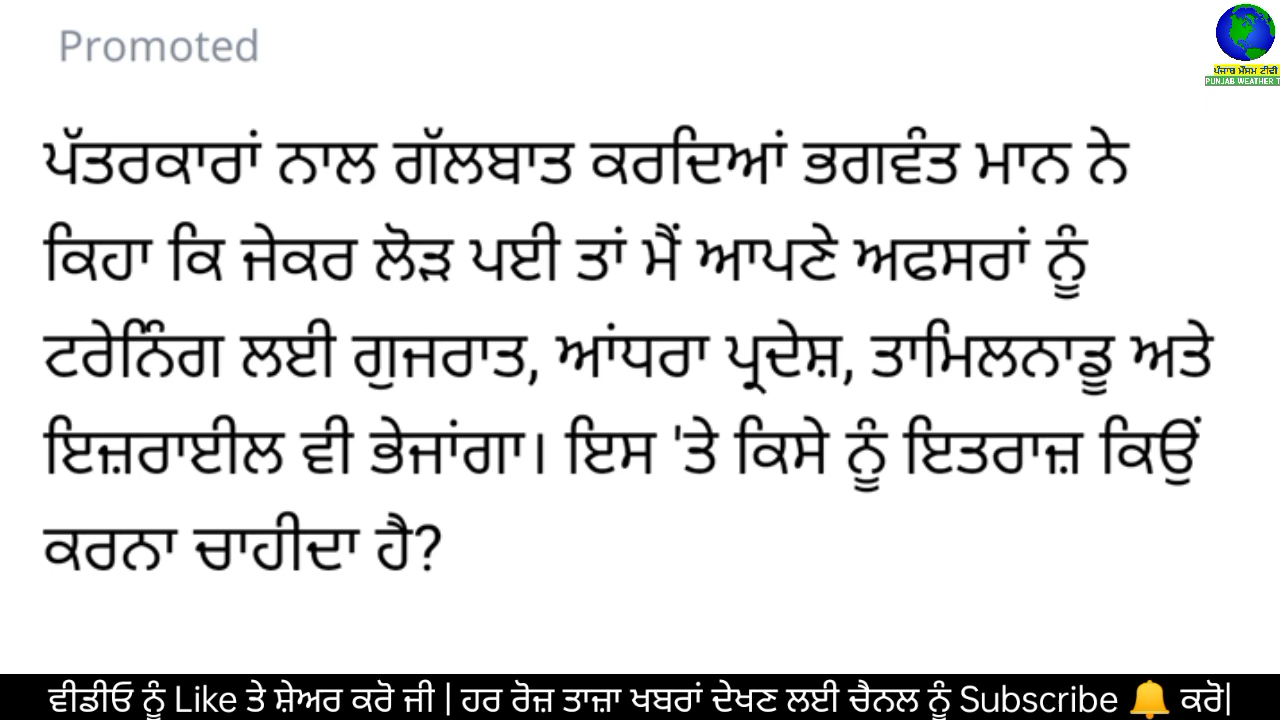 Promoted
ਪੰਜਾਬ ਮੌਸਮ ਟੀਵੀ
PUNJAB WEATHER T
ਪੱਤਰਕਾਰਾਂ ਨਾਲ ਗੱਲਬਾਤ ਕਰਦਿਆਂ ਭਗਵੰਤ ਮਾਨ ਨੇ
ਕਿਹਾ ਕਿ ਜੇਕਰ ਲੋੜ ਪਈ ਤਾਂ ਮੈਂ ਆਪਣੇ ਅਫਸਰਾਂ ਨੂੰ
ਟਰੇਨਿੰਗ ਲਈ ਗੁਜਰਾਤ, ਆਂਧਰਾ ਪ੍ਰਦੇਸ਼, ਤਾਮਿਲਨਾਡੂ ਅਤੇ
ਇਜ਼ਰਾਈਲ ਵੀ ਭੇਜਾਂਗਾ। ਇਸ 'ਤੇ ਕਿਸੇ ਨੂੰ ਇਤਰਾਜ਼ ਕਿਉਂ
ਕਰਨਾ ਚਾਹੀਦਾ ਹੈ?
ਵੀਡੀਓ ਨੂੰ Like ਤੇ ਸ਼ੇਅਰ ਕਰੋ ਜੀ | ਹਰ ਰੋਜ਼ ਤਾਜ਼ਾ ਖਬਰਾਂ ਦੇਖਣ ਲਈ ਚੈਨਲ ਨੂੰ Subscribe 🔔 ਕਰੋ|